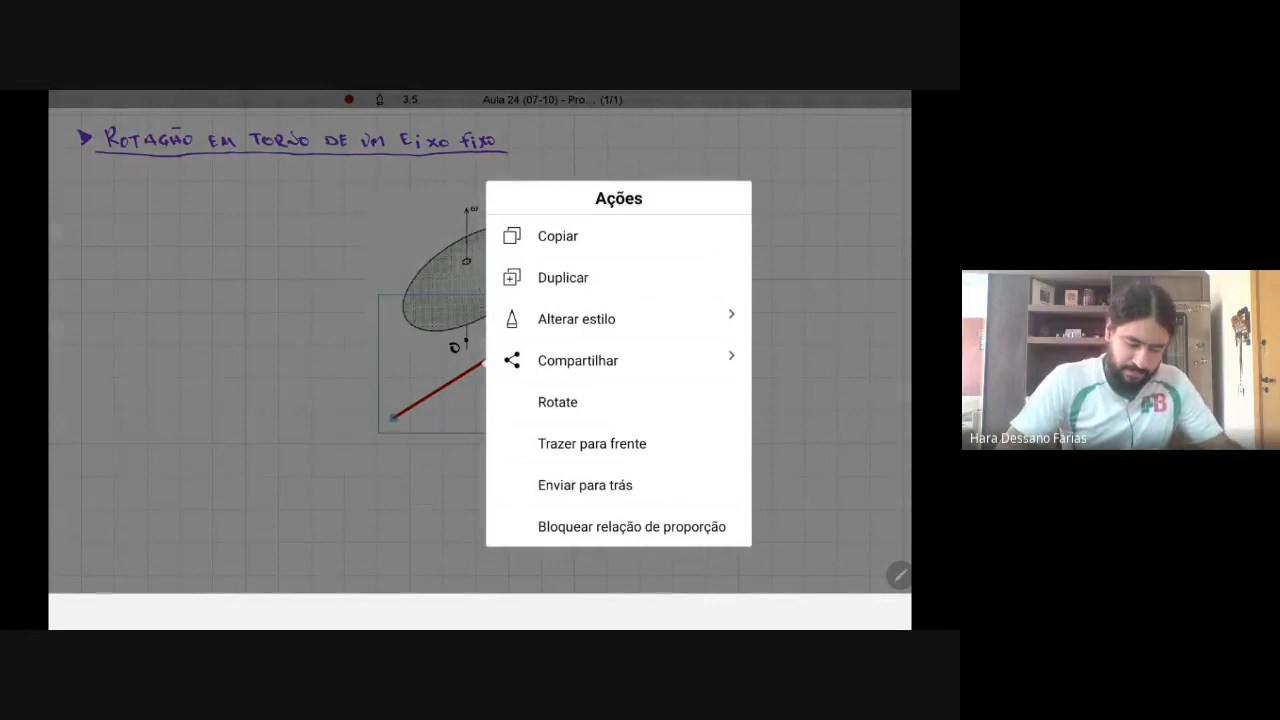 3.5 Aula 24 (07-10) - Pro... (1/1)
ROTAÇÃO EM TORNO DE UM EIXO FIXO
ω
O
Ações
Copiar
Duplicar
Alterar estilo
Compartilhar
Rotate
Trazer para frente
Enviar para trás
Bloquear relação de proporção
Hara Dessano Farias